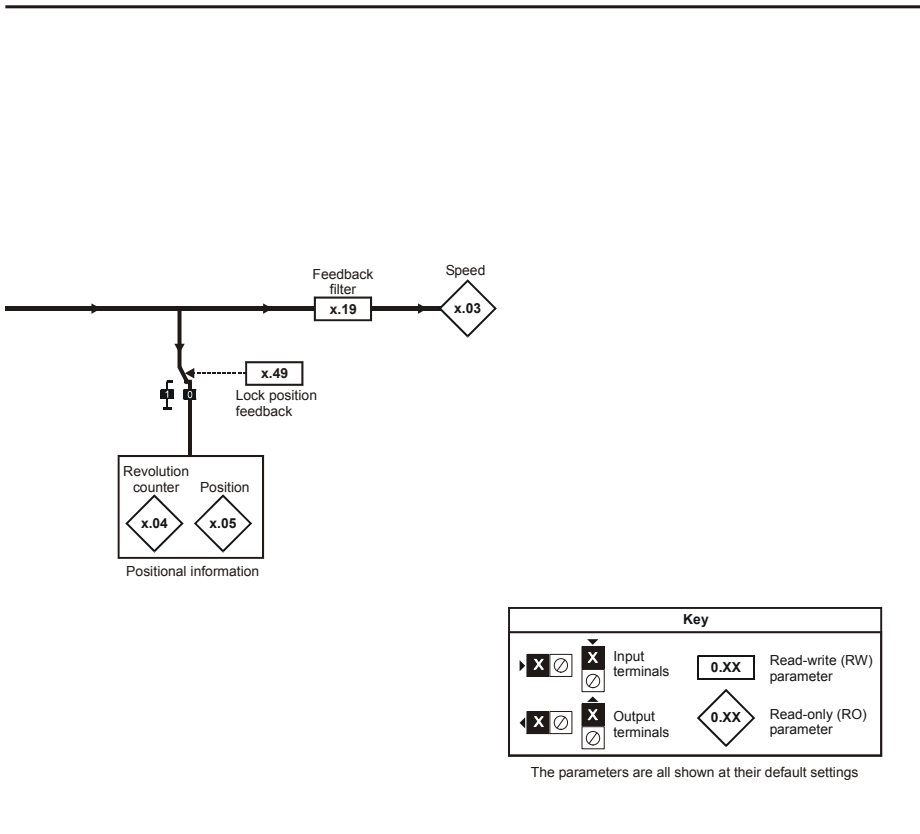 Feedback
filter
x.19
Speed
x.03
x.49
Lock position
feedback
1 0
Revolution
counter
Position
x.04
x.05
Positional information
Key
X
X
Input
terminals
0.XX
Read-write (RW)
parameter
X
X
Output
terminals
0.XX
Read-only (RO)
parameter
The parameters are all shown at their default settings